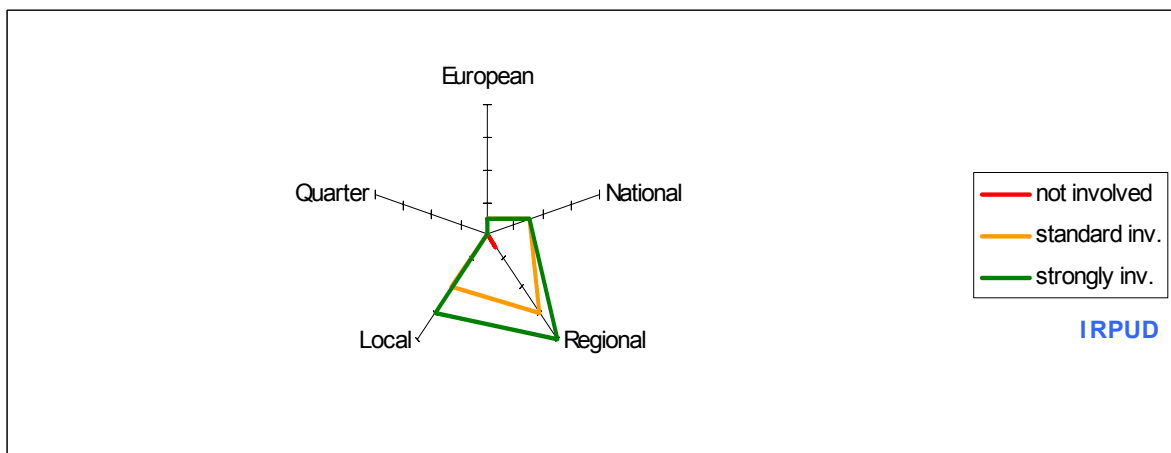 European
Quarter
National
Local
Regional
not involved
standard inv.
strongly inv.
IRPUD